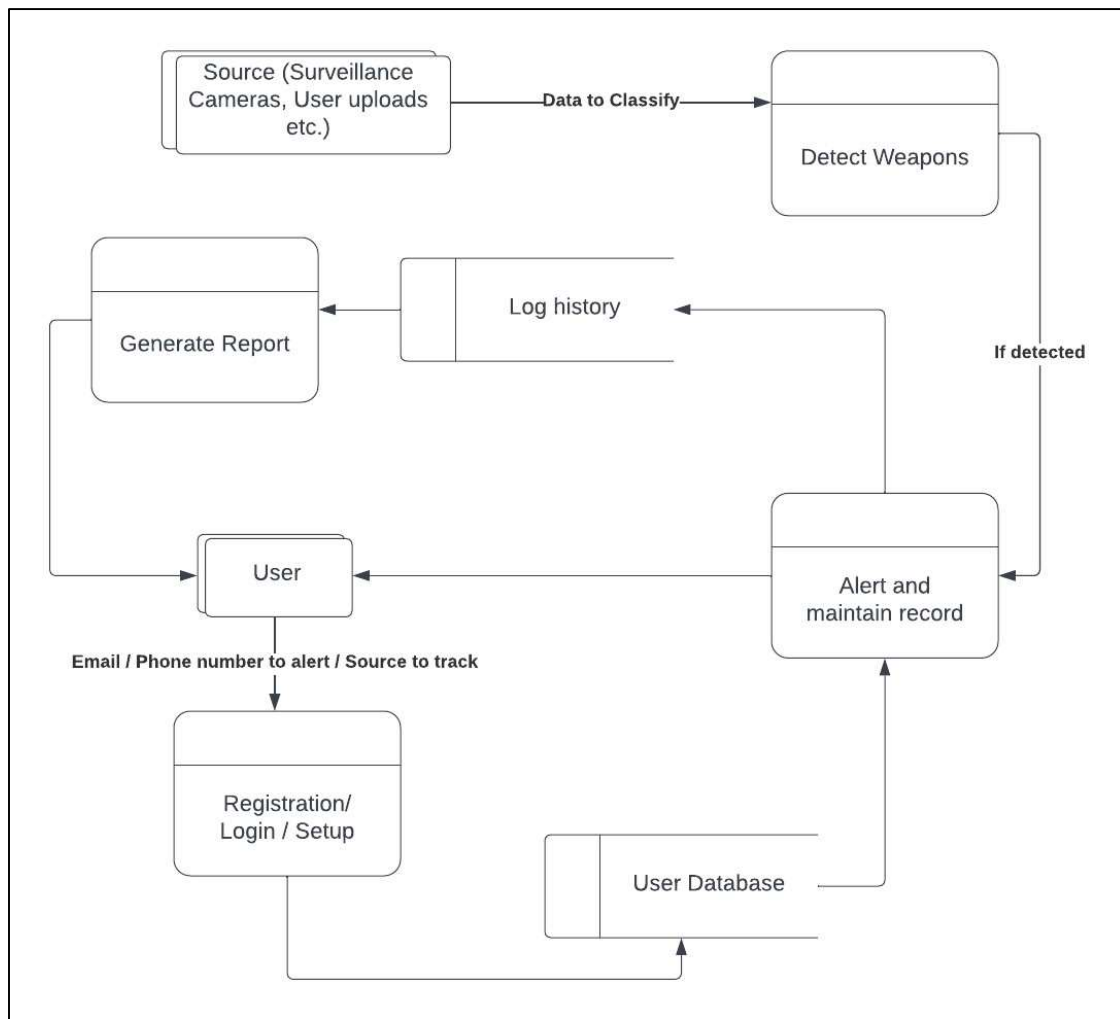 Source (Surveillance
Cameras, User uploads
etc.)
Data to Classify
Detect Weapons
Log history
Generate Report
If detected
User
Alert and
maintain record
Email / Phone number to alert / Source to track
Registration/
Login / Setup
User Database